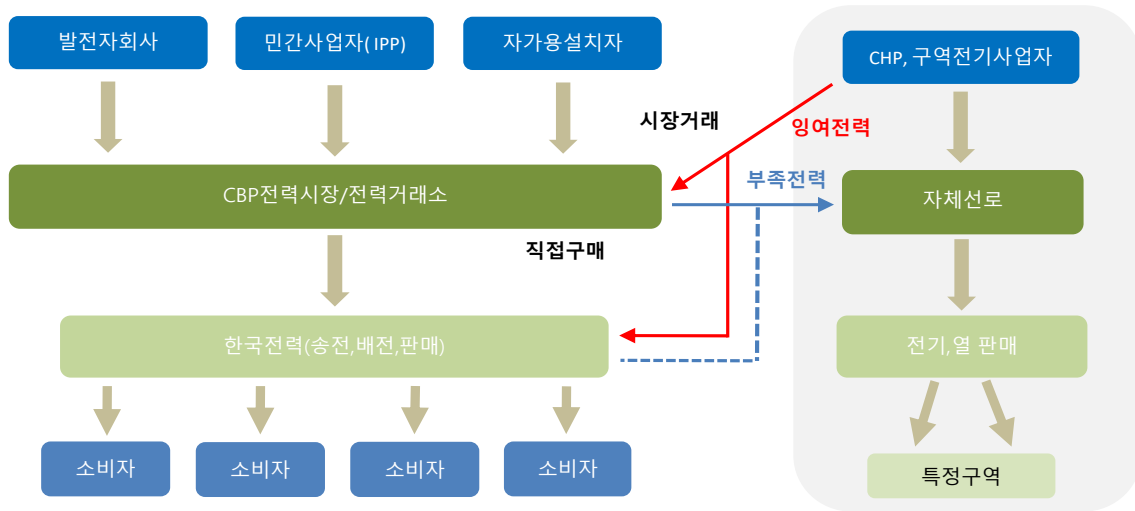 발전자회사
민간사업자( IPP)
자가용설치자
CHP, 구역전기사업자
시장거래
잉여전력
CBP전력시장/전력거래소
부족전력
자체선로
직접구매
한국전력(송전,배전,판매)
전기,열 판매
소비자
소비자
소비자
소비자
특정구역